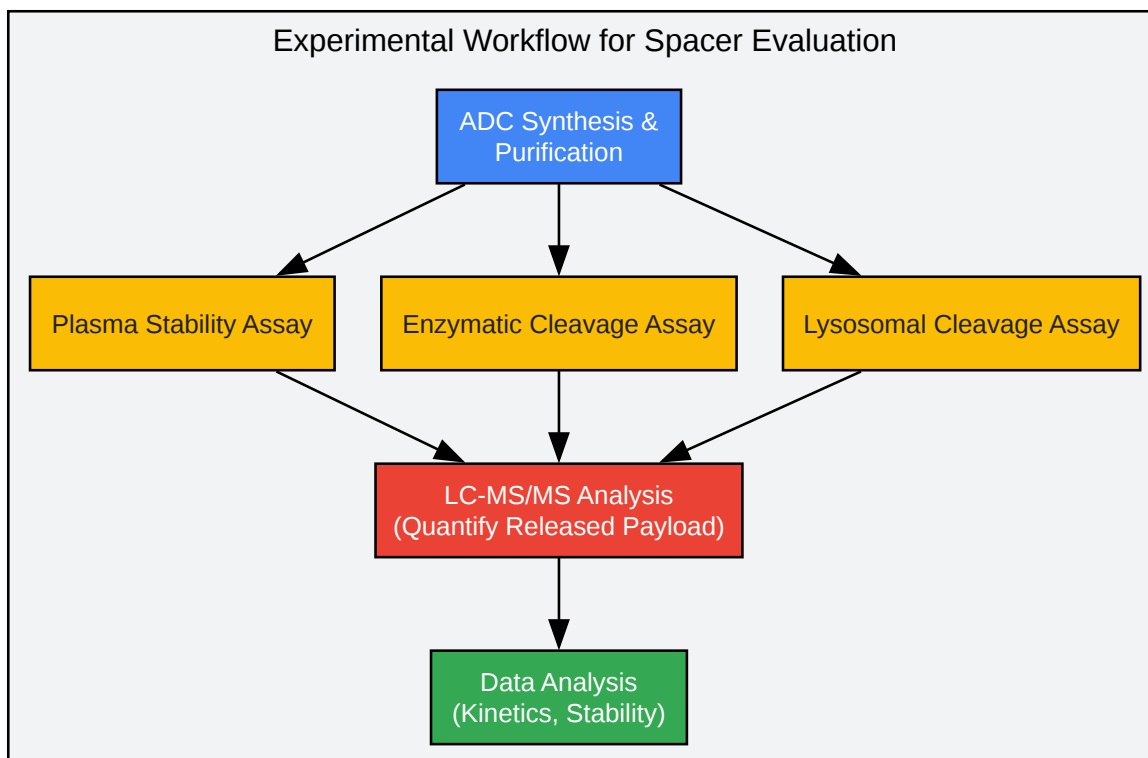 Experimental Workflow for Spacer Evaluation
ADC Synthesis &
Purification
Plasma Stability Assay
Enzymatic Cleavage Assay
Lysosomal Cleavage Assay
LC-MS/MS Analysis
(Quantify Released Payload)
Data Analysis
(Kinetics, Stability)